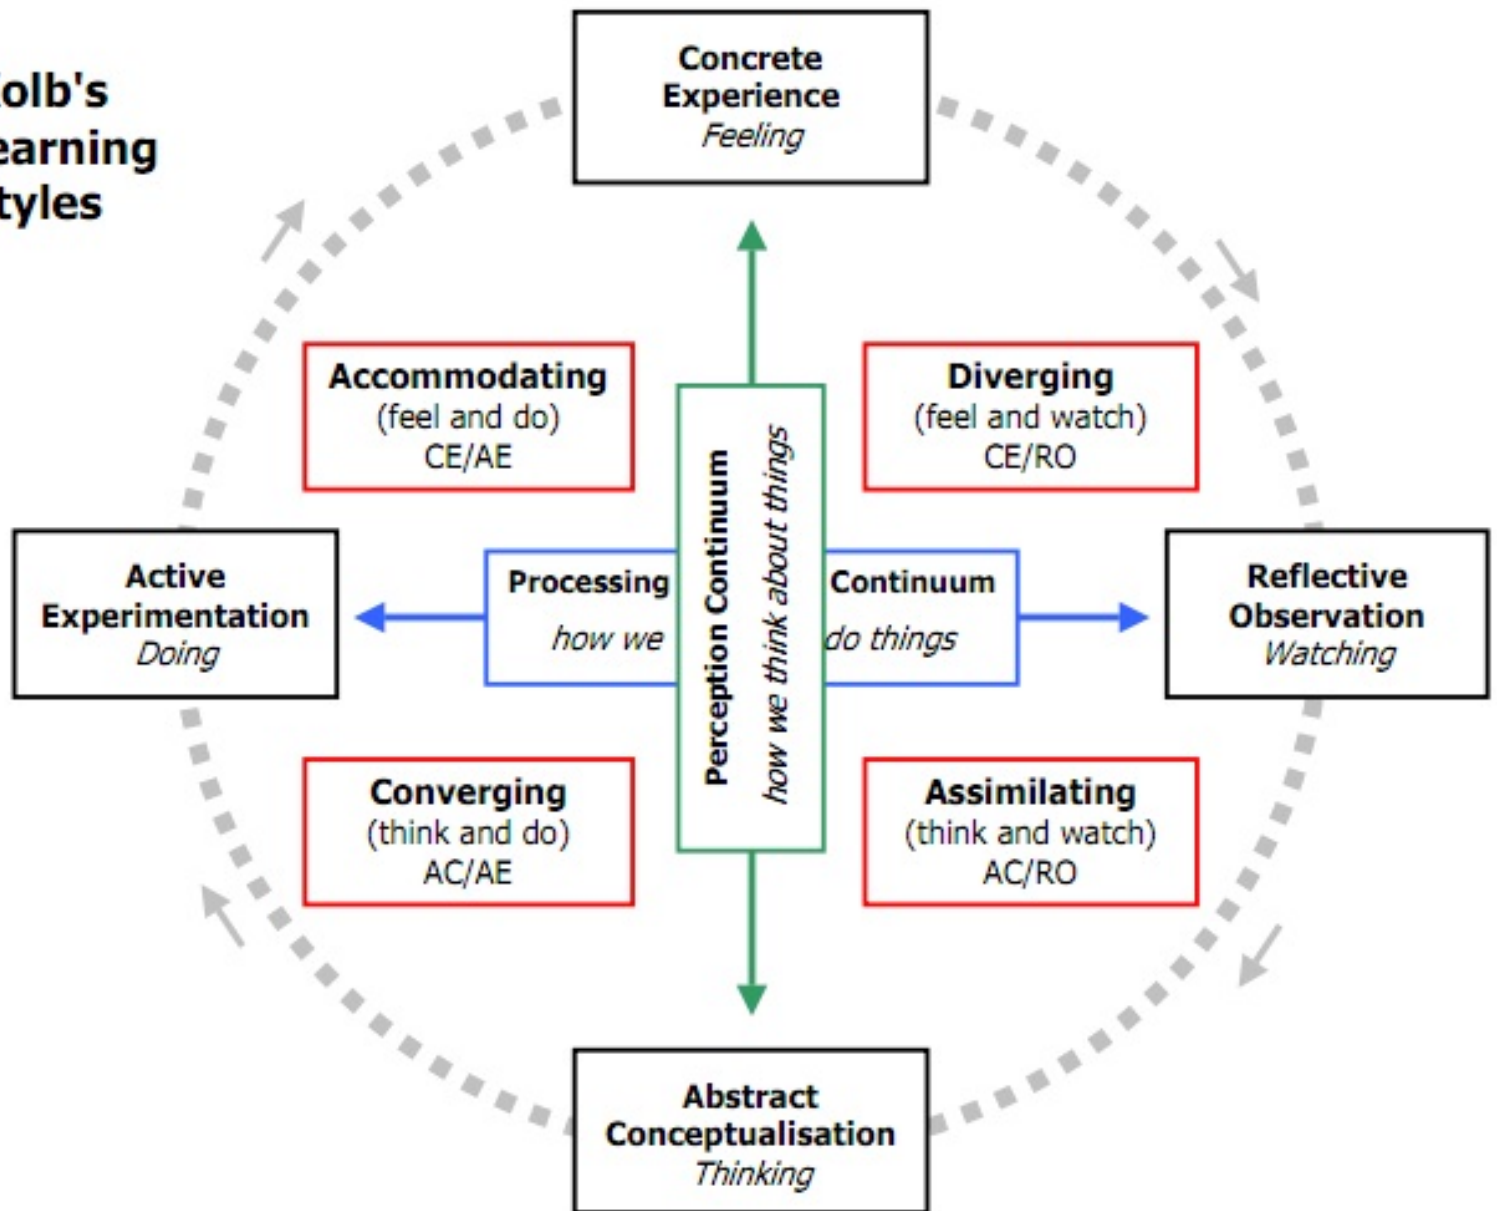 olb's
earning
tyles
Concrete
Experience
Feeling
Accommodating
(feel and do)
CE/AE
Diverging
(feel and watch)
CE/RO
Active
Experimentation
Doing
Processing Continuum
how we do things
Perception Continuum
how we think about things
Reflective
Observation
Watching
Converging
(think and do)
AC/AE
Assimilating
(think and watch)
AC/RO
Abstract
Conceptualisation
Thinking